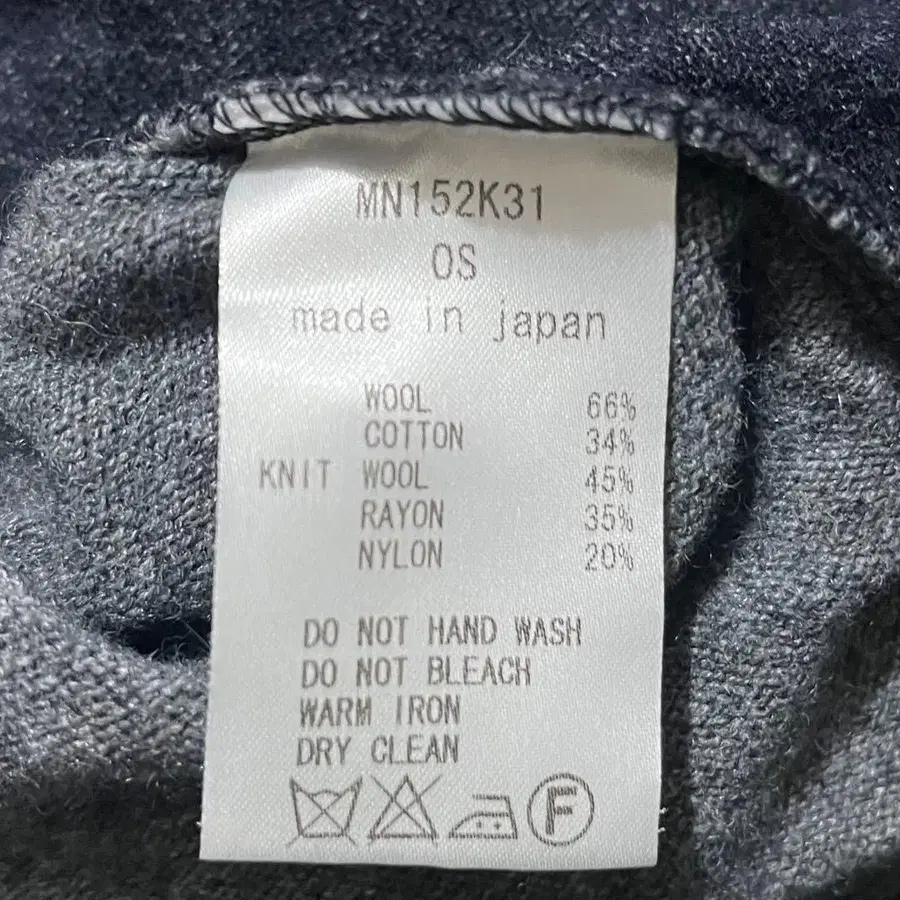 MN152K31
OS
made in japan
WOOL 66%
COTTON 34%
KNIT WOOL 45%
RAYON 35%
NYLON 20%
DO NOT HAND WASH
DO NOT BLEACH
WARM IRON
DRY CLEAN
F